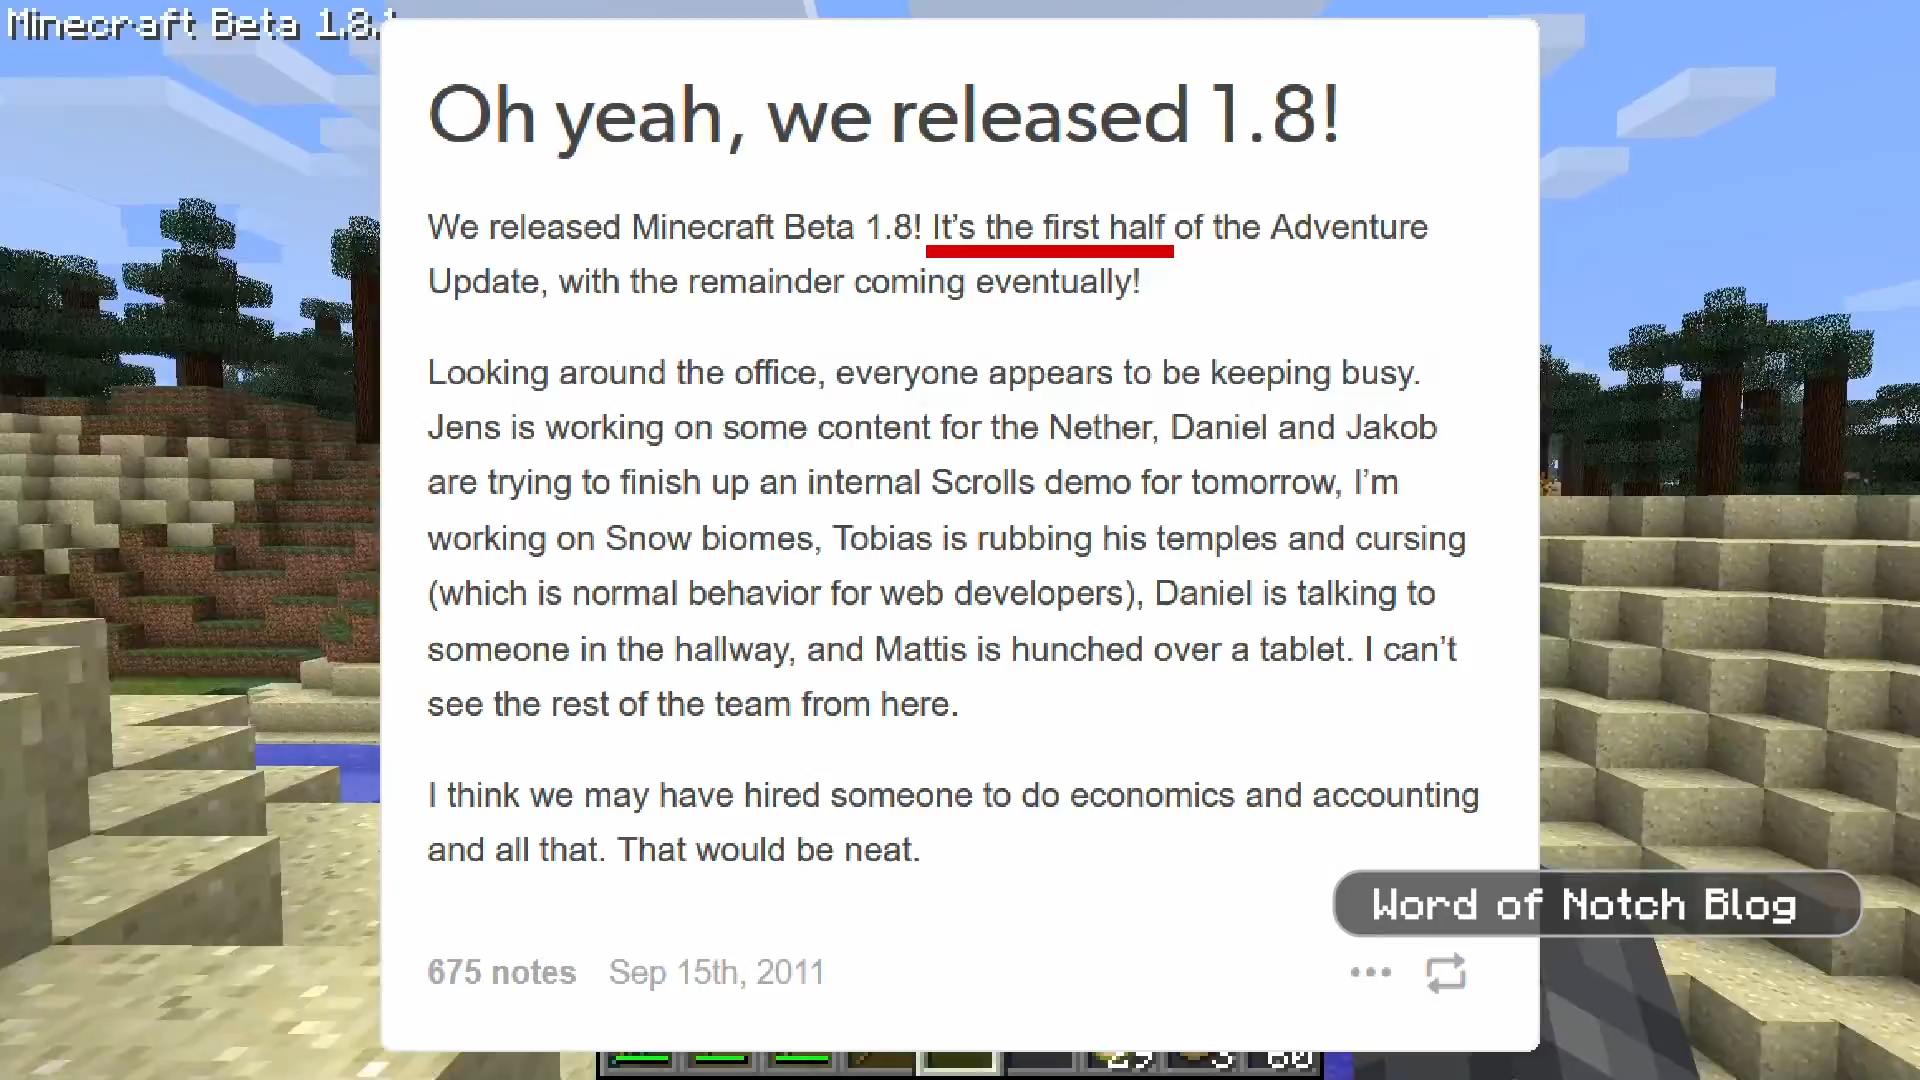 Minecraft Beta 1.8.
Oh yeah, we released 1.8!
We released Minecraft Beta 1.8! It’s the first half of the Adventure
Update, with the remainder coming eventually!
Looking around the office, everyone appears to be keeping busy.
Jens is working on some content for the Nether, Daniel and Jakob
are trying to finish up an internal Scrolls demo for tomorrow, I’m
working on Snow biomes, Tobias is rubbing his temples and cursing
(which is normal behavior for web developers), Daniel is talking to
someone in the hallway, and Mattis is hunched over a tablet. I can’t
see the rest of the team from here.
I think we may have hired someone to do economics and accounting
and all that. That would be neat.
Word of Notch Blog
675 notes Sep 15th, 2011
29 3 60